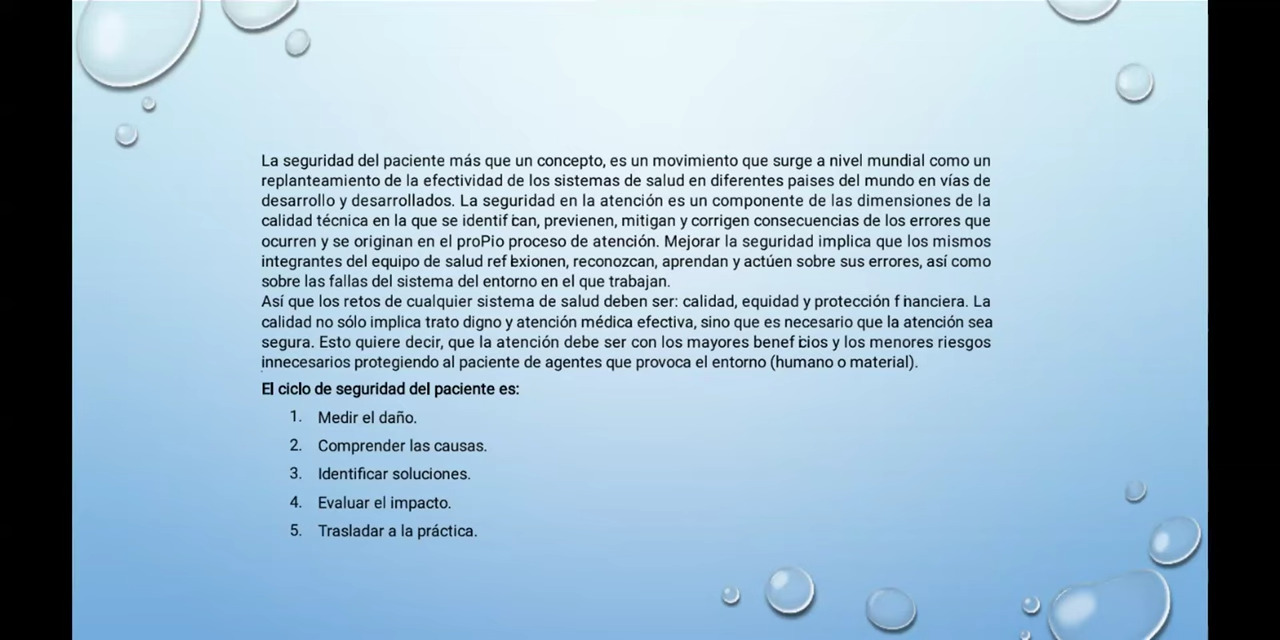 La seguridad del paciente más que un concepto, es un movimiento que surge a nivel mundial como un
replanteamiento de la efectividad de los sistemas de salud en diferentes paises del mundo en vías de
desarrollo y desarrollados. La seguridad en la atención es un componente de las dimensiones de la
calidad técnica en la que se identif ican, previenen, mitigan y corrigen consecuencias de los errores que
ocurren y se originan en el proPio proceso de atención. Mejorar la seguridad implica que los mismos
integrantes del equipo de salud ref lexionen, reconozcan, aprendan y actúen sobre sus errores, así como
sobre las fallas del sistema del entorno en el que trabajan.
Así que los retos de cualquier sistema de salud deben ser: calidad, equidad y protección f inanciera. La
calidad no sólo implica trato digno y atención médica efectiva, sino que es necesario que la atención sea
segura. Esto quiere decir, que la atención debe ser con los mayores benef icios y los menores riesgos
innecesarios protegiendo al paciente de agentes que provoca el entorno (humano o material).
El ciclo de seguridad del paciente es:
1. Medir el daño.
2. Comprender las causas.
3. Identificar soluciones.
4. Evaluar el impacto.
5. Trasladar a la práctica.